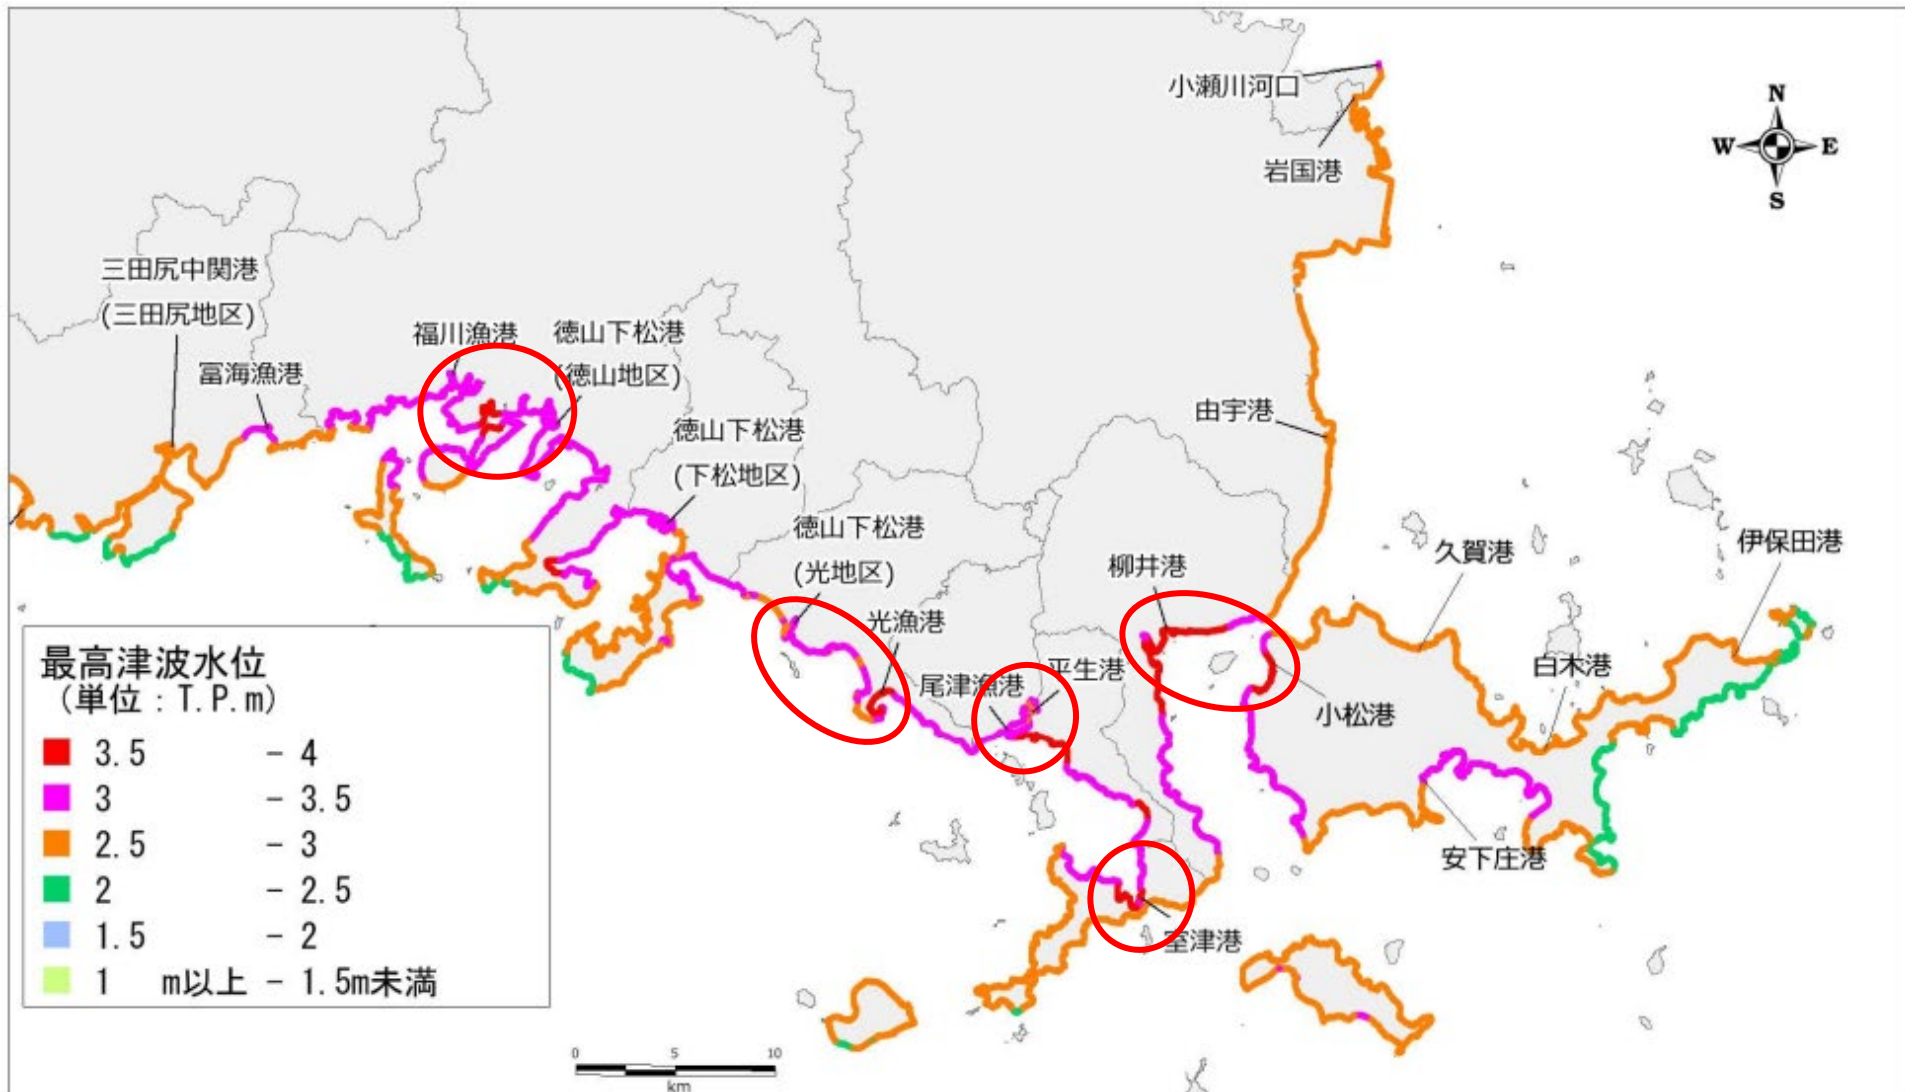 小瀬川河口
N
W
E
S
岩国港
三田尻中関港
(三田尻地区)
福川漁港
徳山下松港
(徳山地区)
富海漁港
由宇港
徳山下松港
(下松地区)
徳山下松港
(光地区)
柳井港
久賀港
伊保田港
光漁港
平生港
尾津漁港
白木港
小松港
安下庄港
室津港
最高津波水位
(単位:T.P.m)
3.5 - 4
3 - 3.5
2.5 - 3
2 - 2.5
1.5 - 2
1 m以上 - 1.5m未満
0 5 10
km